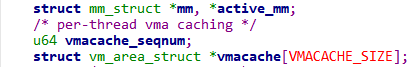 struct mm_struct *mm, *active_mm;
/* per-thread vma caching */
u64 vmacache_seqnum;
struct vm_area_struct *vmacache[VMACACHE_SIZE];